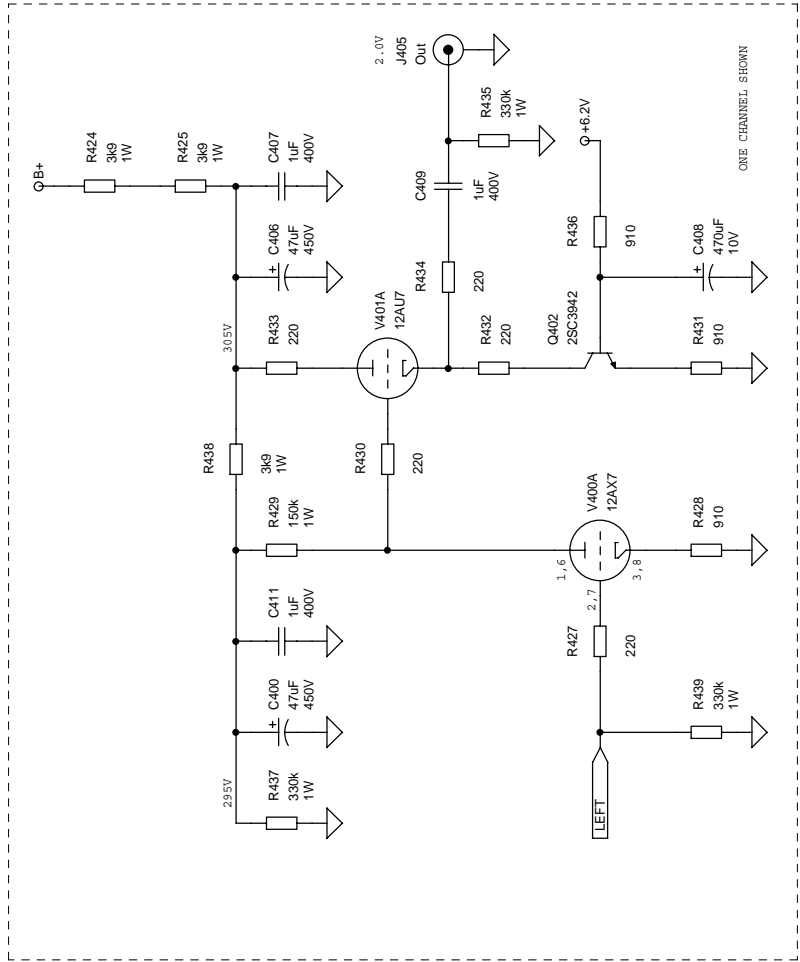 B+
R424
3k9
1W
R425
3k9
1W
C407
1uF
400V
+
C406
47uF
450V
305V
R433
220
V401A
12AU7
R438
3k9
1W
R430
220
R429
150k
1W
C411
1uF
400V
+
C400
47uF
450V
295V
R437
330k
1W
2.0V
J405
Out
R435
330k
1W
C409
1uF
400V
R434
220
R432
220
+6.2V
R436
910
+
C408
470uF
10V
Q402
2SC3942
R431
910
V400A
12AX7
1,6
2,7
3,8
R428
910
R427
220
R439
330k
1W
LEFT
ONE CHANNEL SHOWN